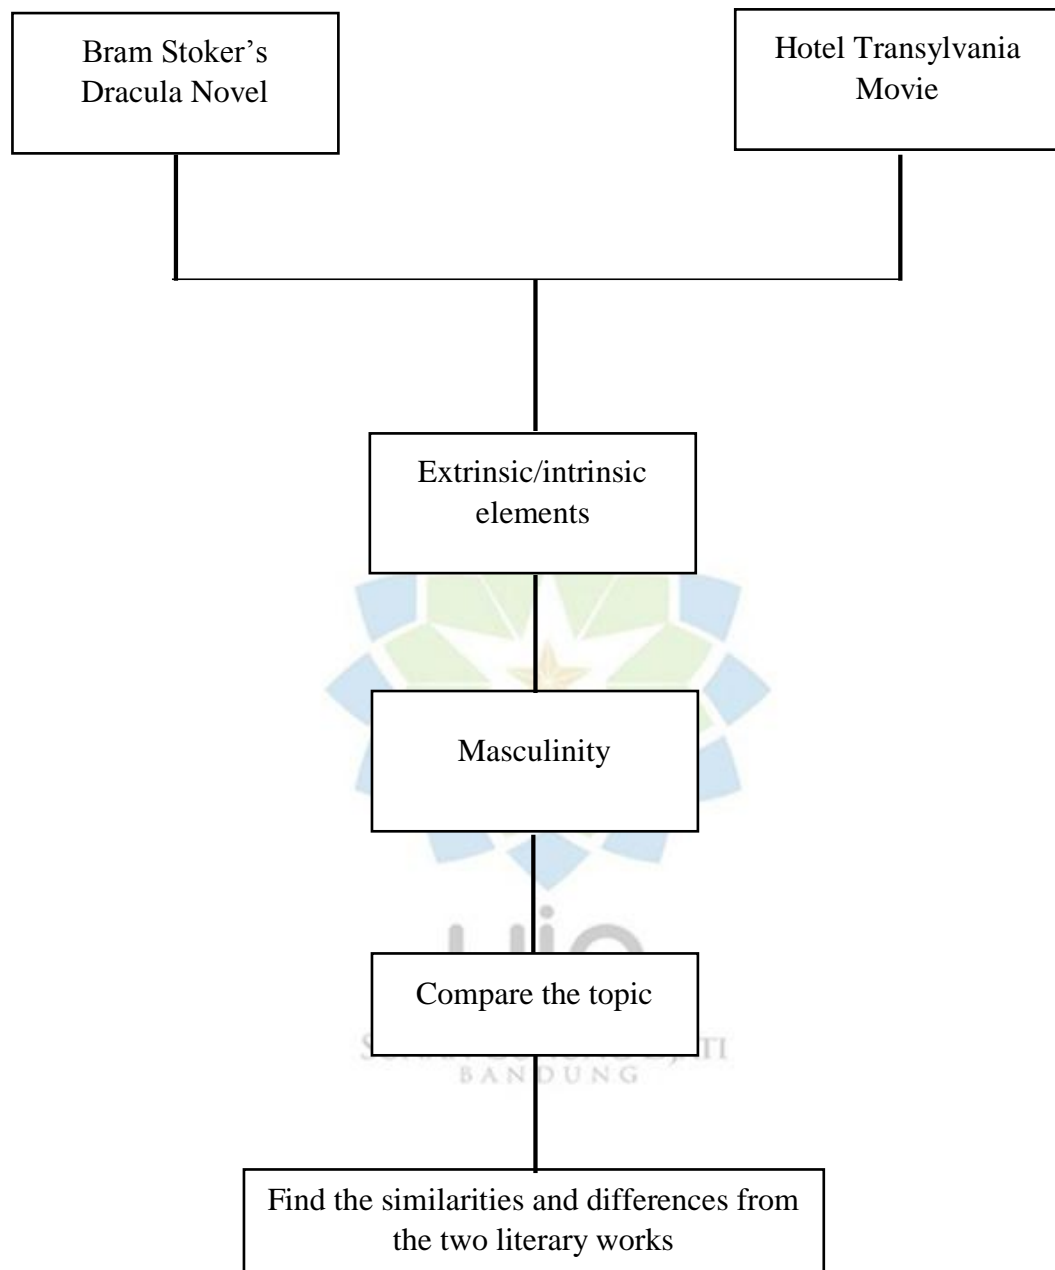 Bram Stoker’s
Dracula Novel
Hotel Transylvania
Movie
Extrinsic/intrinsic
elements
Masculinity
Compare the topic
BANDUNG
Find the similarities and differences from
the two literary works